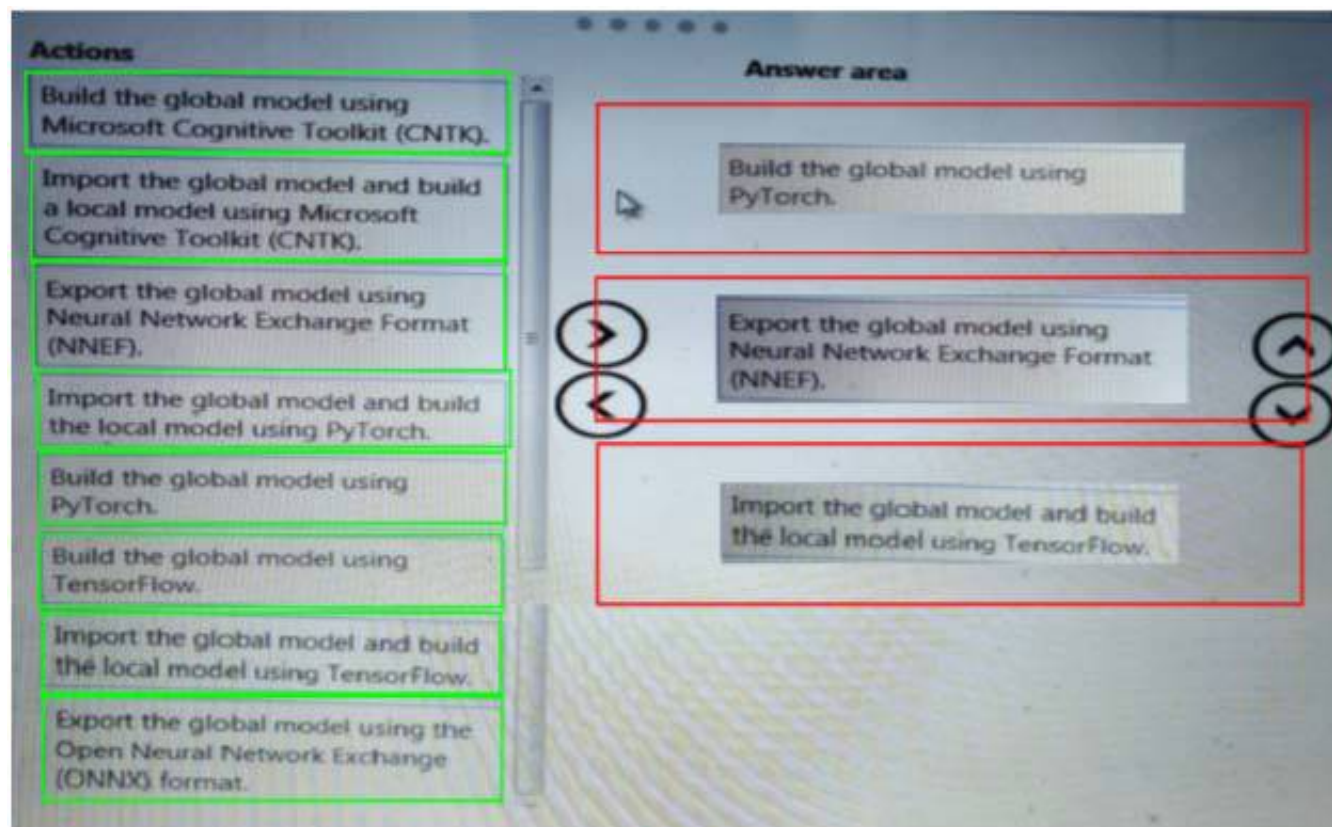 Actions
Build the global model using
Microsoft Cognitive Toolkit (CNTK).
Import the global model and build
a local model using Microsoft
Cognitive Toolkit (CNTK).
Export the global model using
Neural Network Exchange Format
(NNEF).
Import the global model and build
the local model using PyTorch.
Build the global model using
PyTorch.
Build the global model using
TensorFlow.
Import the global model and build
the local model using TensorFlow.
Export the global model using the
Open Neural Network Exchange
(ONNX) format.
Answer area
Build the global model using
PyTorch.
Export the global model using
Neural Network Exchange Format
(NNEF).
Import the global model and build
the local model using TensorFlow.